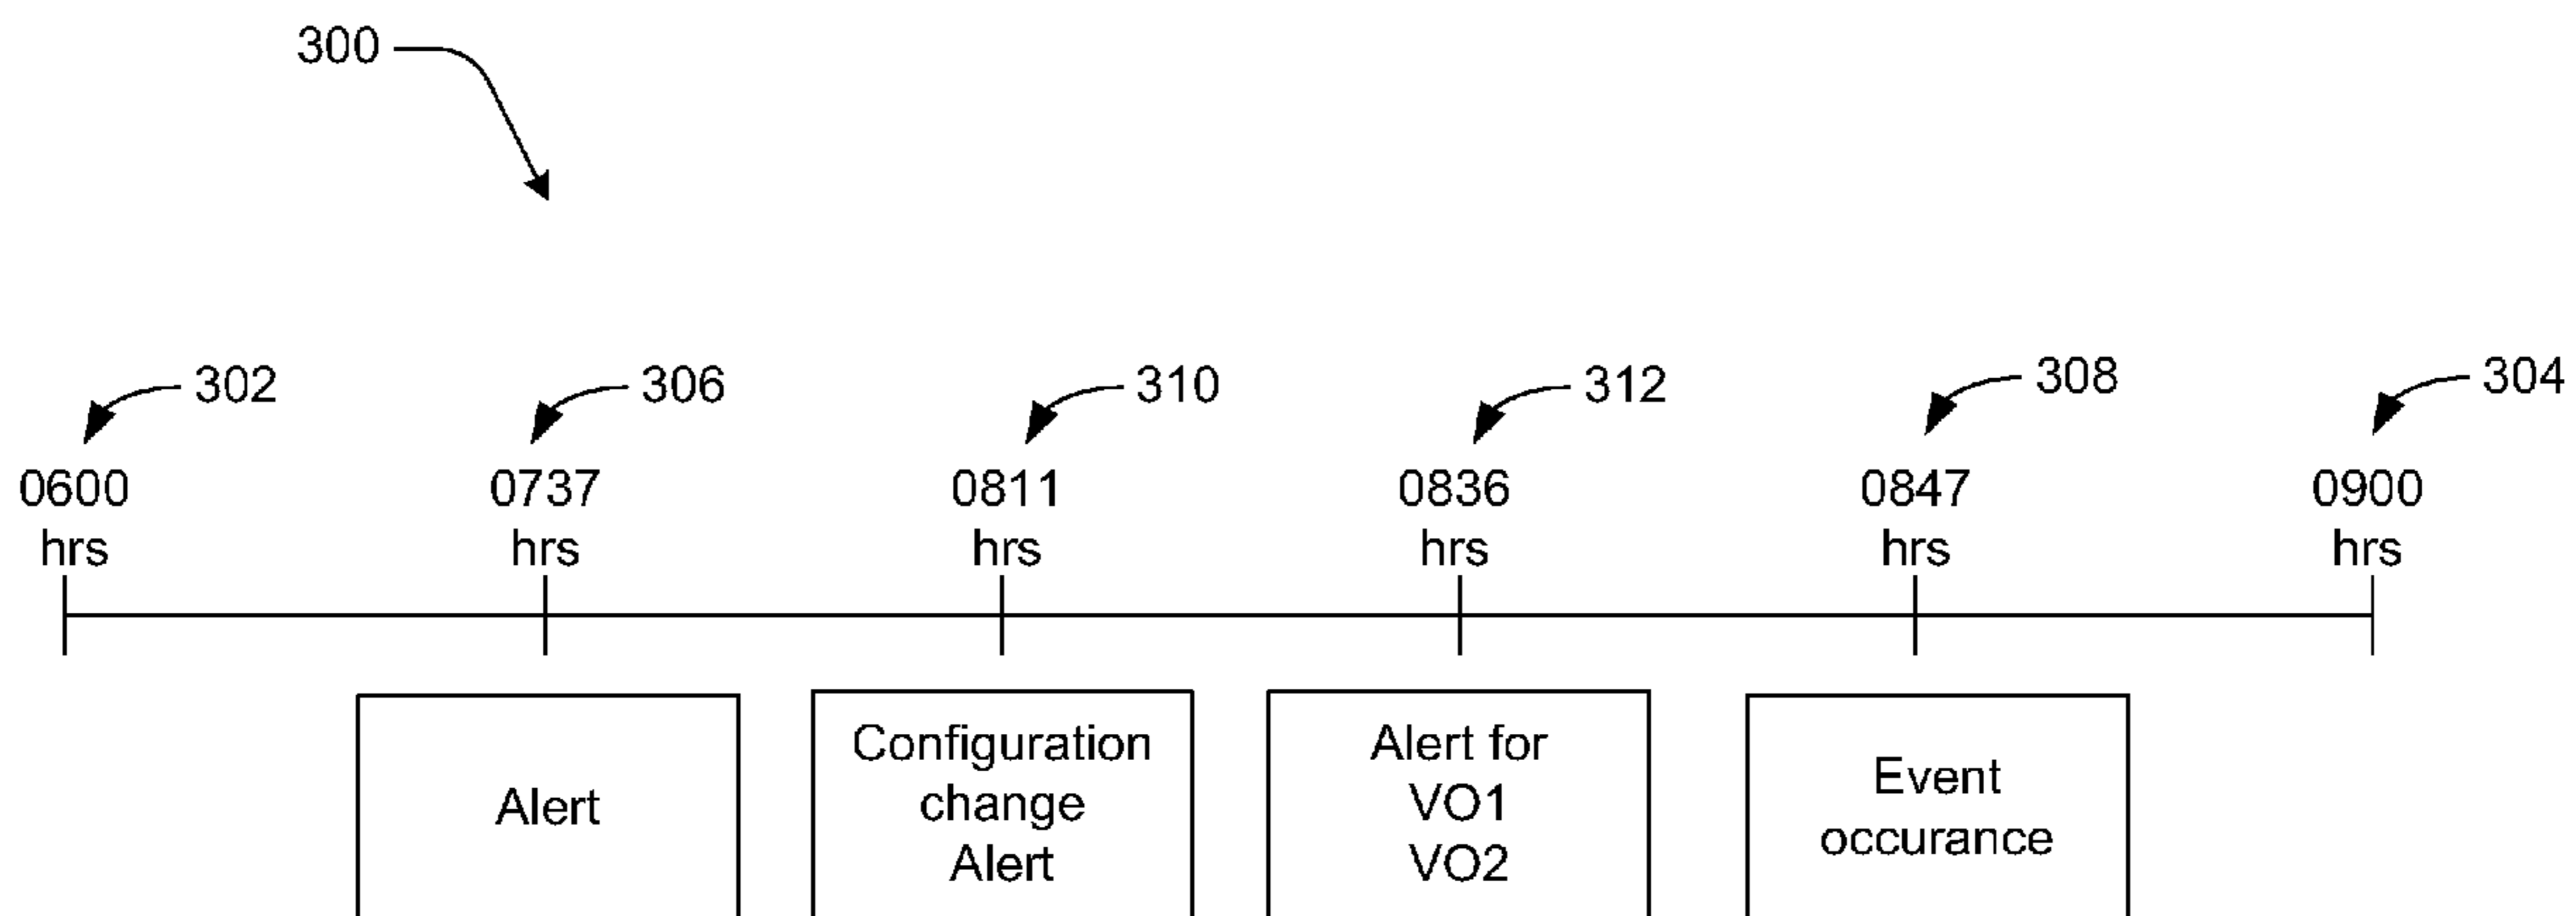 300
302
306
310
312
308
304
0600
hrs
0737
hrs
0811
hrs
0836
hrs
0847
hrs
0900
hrs
Alert
Configuration
change
Alert
Alert for
VO1
VO2
Event
occurance